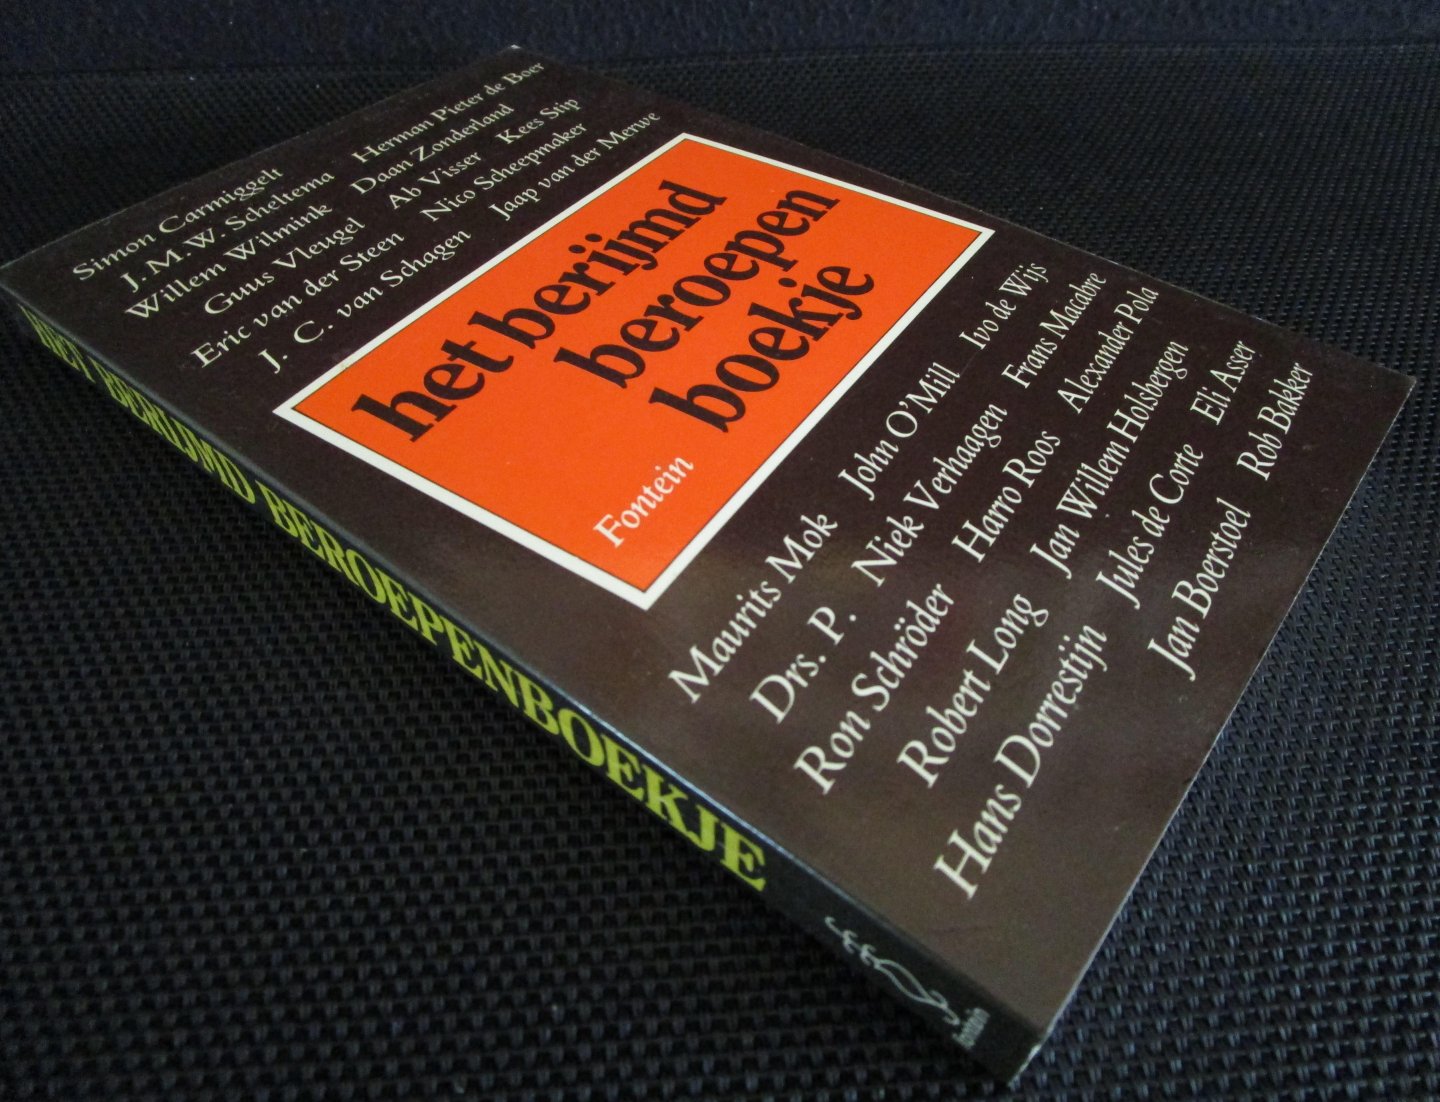 Simon Carmiggelt
J.M.W. Scheltema Herman Pieter de Boer
Willem Wilmink Daan Zonderland
Guus Vleugel Ab Visser Kees Stip
Eric van der Steen Nico Scheepmaker
J. C. van Schagen Jaap van der Merwe
het berijmd
beroepen
boekje
Fontein
Maurits Mok John O'Mill Ivo de Wijs
Drs. P. Niek Verhaagen Frans Macabre
Ron Schröder Harro Roos Alexander Pola
Robert Long Jan Willem Holsbergen
Hans Dorrestijn Jules de Corte Eli Asser
Jan Boerstoel Rob Bakker
HET BERIJMD BEROEPENBOEKJE
fontein